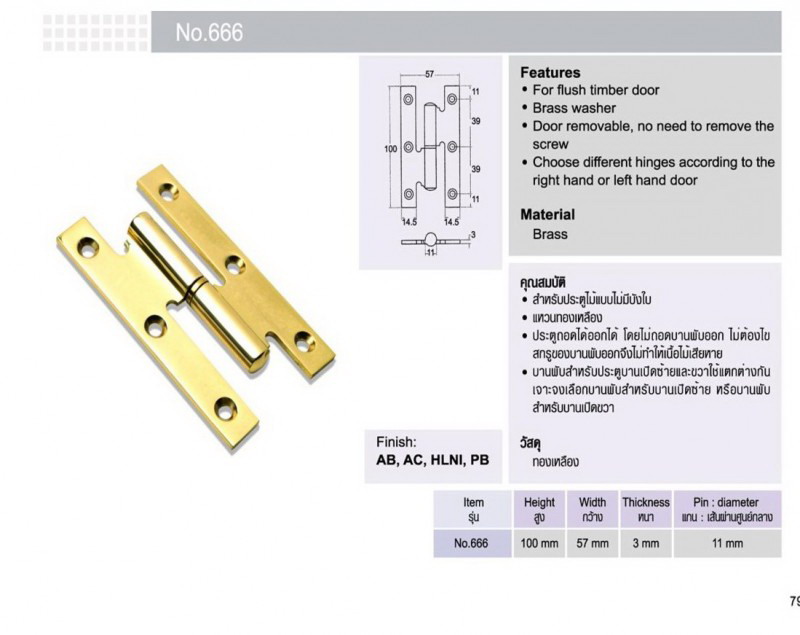 No.666
57
11
39
100
39
11
14.5 14.5
3
11
Features
• For flush timber door
• Brass washer
• Door removable, no need to remove the
screw
• Choose different hinges according to the
right hand or left hand door
Material
Brass
คุณสมบัติ
• สำหรับประตูไม้แบบไม่มีบังใบ
• แหวนทองเหลือง
• ประตูถอดได้ออกได้ โดยไม่ถอดบานพับออก ไม่ต้องไข
สกรูของบานพับออกจึงไม่ทำให้เนื้อไม้เสียหาย
• บานพับสำหรับประตูบานเปิดซ้ายและขวาใช้แตกต่างกัน
เจาะจงเลือกบานพับสำหรับบานเปิดซ้าย หรือบานพับ
สำหรับบานเปิดขวา
วัสดุ
ทองเหลือง
Finish:
AB, AC, HLNI, PB
Item Height Width Thickness Pin : diameter
รุ่น สูง กว้าง หนา แกน : เส้นผ่านศูนย์กลาง
No.666 100 mm 57 mm 3 mm 11 mm
79